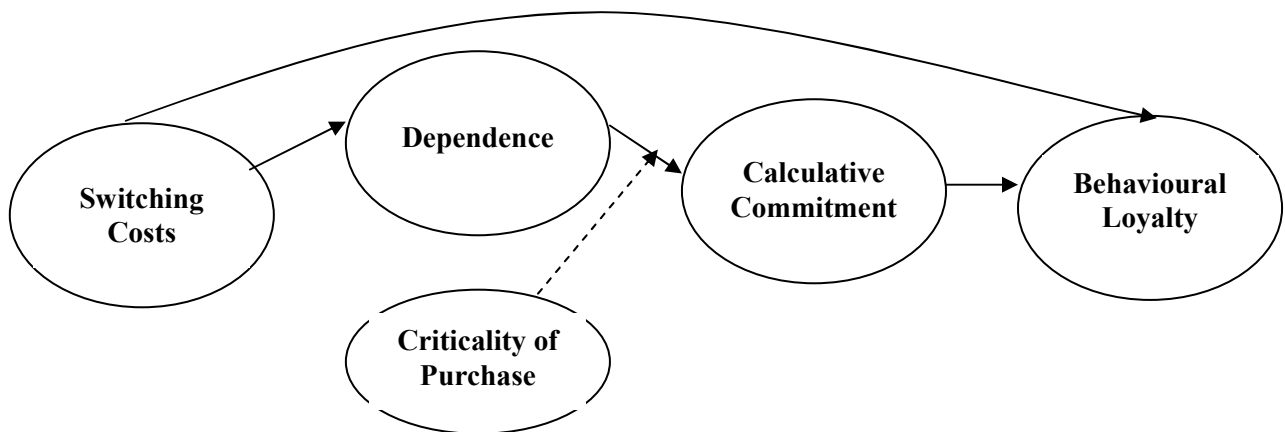 Switching
Costs
Dependence
Criticality of
Purchase
Calculative
Commitment
Behavioural
Loyalty